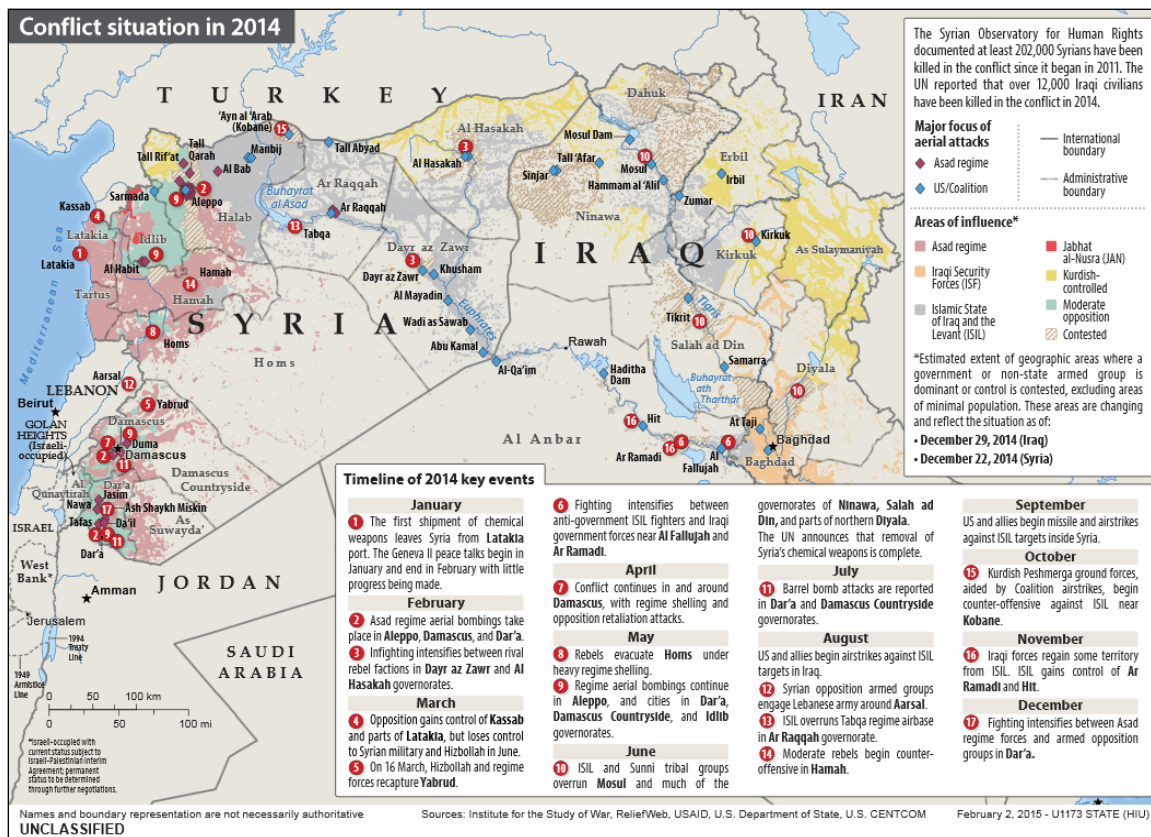 Conflict situation in 2014
The Syrian Observatory for Human Rights
documented at least 202,000 Syrians have been
killed in the conflict since it began in 2011. The
UN reported that over 12,000 Iraqi civilians
have been killed in the conflict in 2014.
Major focus of
aerial attacks
Asad regime
US/Coalition
International
boundary
Administrative
boundary
Areas of influence*
Asad regime
Iraqi Security
Forces (ISF)
Islamic State
of Iraq and the
Levant (ISIL)
Jabhat
al-Nusra (JAN)
Kurdish-
controlled
Moderate
opposition
Contested
*Estimated extent of geographic areas where a
government or non-state armed group is
dominant or control is contested, excluding areas
of minimal population. These areas are changing
and reflect the situation as of:
• December 29, 2014 (Iraq)
• December 22, 2014 (Syria)
TURKEY
IRAN
SYRIA
IRAQ
LEBANON
ISRAEL
JORDAN
SAUDI
ARABIA
Mediterranean Sea
'Ayn al 'Arab
(Kobane)
15
Tall
Qarah
Tall Rif'at
Manbij
Al Bab
Tall Abyad
Al Hasakah
3
Al Hasakah
Dahuk
Mosul Dam
10
Mosul
Tall 'Afar
Sinjar
Hammam al 'Alil
Zumar
Ninawa
Erbil
Irbil
Sarmada
9
2
Aleppo
Halab
Buhayrat
al Asad
Ar Raqqah
Ar Raqqah
13
Tabqa
Kassab
4
Latakia
1
Latakia
Idlib
9
Al Habit
Hamah
14
Hamah
Tartus
8
Homs
Homs
Dayr az Zawr
3
Dayr az Zawr
Khusham
Al Mayadin
Euphrates
Wadi as Sawab
Abu Kamal
Al-Qa'im
Rawah
Haditha
Dam
10
Kirkuk
Kirkuk
As Sulaymaniyah
Tigris
10
Tikrit
Salah ad Din
Samarra
Buhayrat
ath
Tharthār
Diyala
10
16
Hit
Al Anbar
16
6
Ar Ramadi
6
Al
Fallujah
At Taji
Baghdad
Baghdad
Aarsal
12
Beirut
5
Yabrud
GOLAN
HEIGHTS
(Israeli-
occupied)
Damascus
9
7
Duma
2
Damascus
11
Damascus
Countryside
Al
Qunaytirah
Dar'a
Jasim
Nawa
17
Ash Shaykh Miskin
Tafas
Da'il
As
Suwayda'
2
9
11
Dar'a
West
Bank*
Amman
Jerusalem
1994
Treaty
Line
1949
Armistice
Line
0
50
100 km
0
50
100 mi
*Israeli-occupied with
current status subject to
Israeli-Palestinian Interim
Agreement; permanent
status to be determined
through further negotiations.
Timeline of 2014 key events
January
1 The first shipment of chemical
weapons leaves Syria from Latakia
port. The Geneva II peace talks begin in
January and end in February with little
progress being made.
February
2 Asad regime aerial bombings take
place in Aleppo, Damascus, and Dar'a.
3 Infighting intensifies between rival
rebel factions in Dayr az Zawr and Al
Hasakah governorates.
March
4 Opposition gains control of Kassab
and parts of Latakia, but loses control
to Syrian military and Hizbollah in June.
5 On 16 March, Hizbollah and regime
forces recapture Yabrud.
6 Fighting intensifies between
anti-government ISIL fighters and Iraqi
government forces near Al Fallujah and
Ar Ramadi.
April
7 Conflict continues in and around
Damascus, with regime shelling and
opposition retaliation attacks.
May
8 Rebels evacuate Homs under
heavy regime shelling.
9 Regime aerial bombings continue
in Aleppo, and cities in Dar'a,
Damascus Countryside, and Idlib
governorates.
June
10 ISIL and Sunni tribal groups
overrun Mosul and much of the
governorates of Ninawa, Salah ad
Din, and parts of northern Diyala.
The UN announces that removal of
Syria's chemical weapons is complete.
July
11 Barrel bomb attacks are reported
in Dar'a and Damascus Countryside
governorates.
August
US and allies begin airstrikes against ISIL
targets in Iraq.
12 Syrian opposition armed groups
engage Lebanese army around Aarsal.
13 ISIL overruns Tabqa regime airbase
in Ar Raqqah governorate.
14 Moderate rebels begin counter-
offensive in Hamah.
September
US and allies begin missile and airstrikes
against ISIL targets inside Syria.
October
15 Kurdish Peshmerga ground forces,
aided by Coalition airstrikes, begin
counter-offensive against ISIL near
Kobane.
November
16 Iraqi forces regain some territory
from ISIL. ISIL gains control of Ar
Ramadi and Hit.
December
17 Fighting intensifies between Asad
regime forces and armed opposition
groups in Dar'a.
Names and boundary representation are not necessarily authoritative
UNCLASSIFIED
Sources: Institute for the Study of War, ReliefWeb, USAID, U.S. Department of State, U.S. CENTCOM
February 2, 2015 - U1173 STATE (HIU)